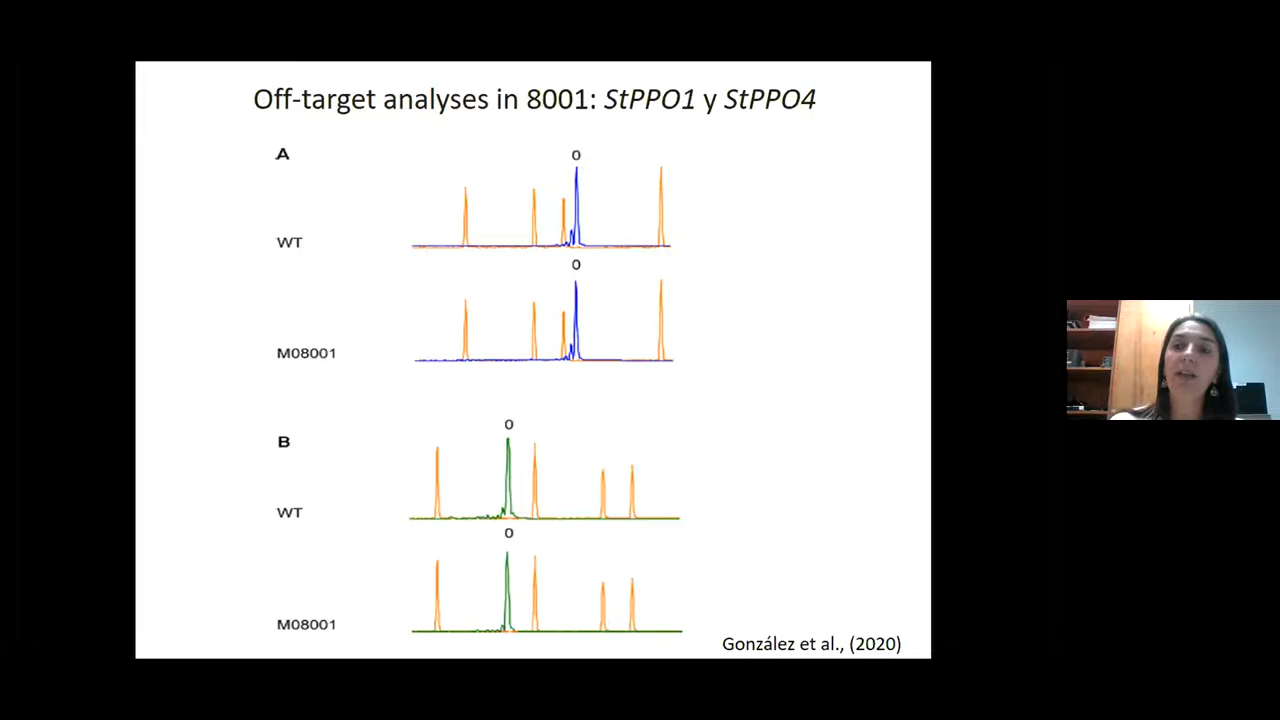 Off-target analyses in 8001: StPPO1 y StPPO4
A
0
WT
0
M08001
B
0
WT
0
M08001
González et al., (2020)